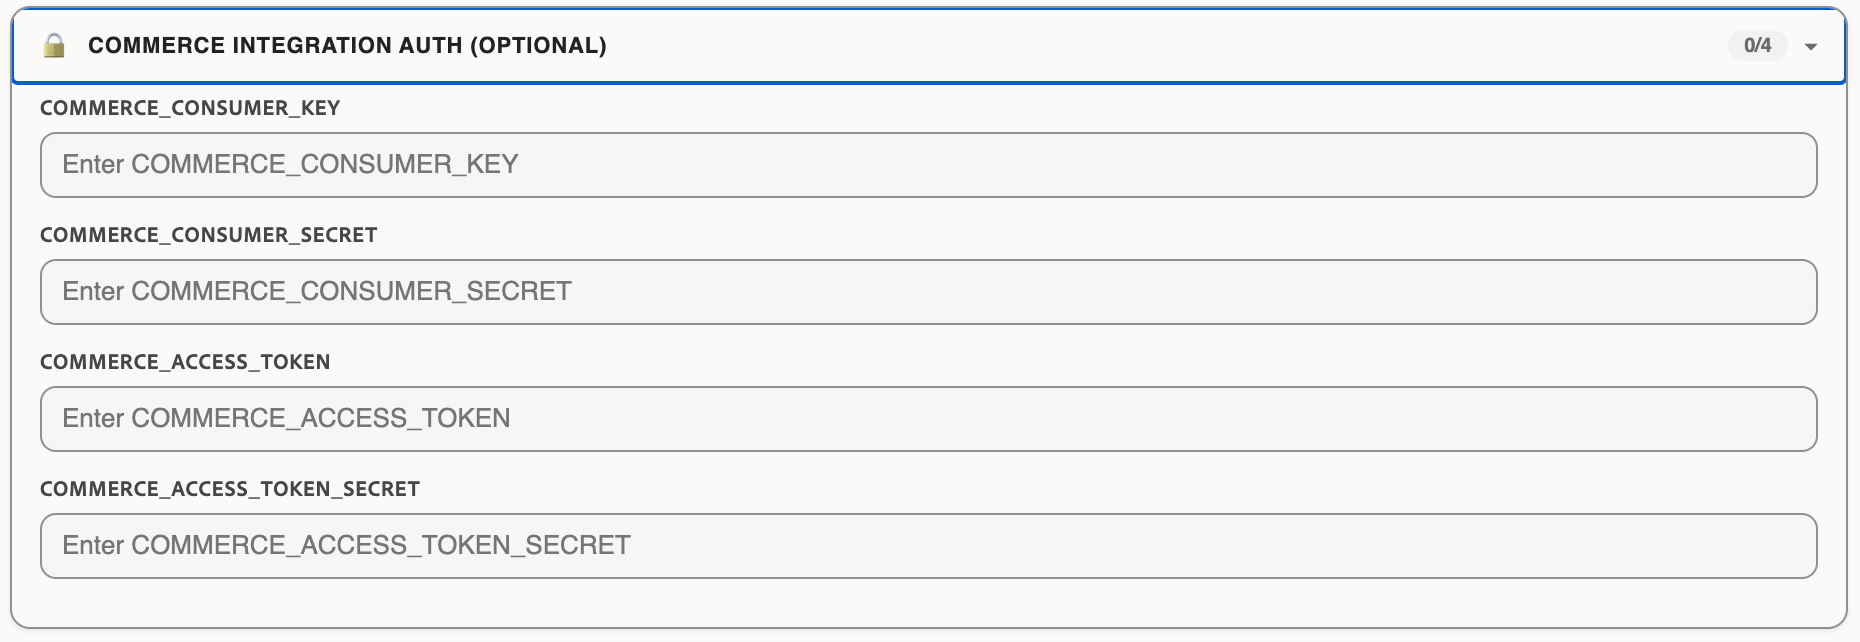 COMMERCE INTEGRATION AUTH (OPTIONAL) 0/4
COMMERCE_CONSUMER_KEY
Enter COMMERCE_CONSUMER_KEY
COMMERCE_CONSUMER_SECRET
Enter COMMERCE_CONSUMER_SECRET
COMMERCE_ACCESS_TOKEN
Enter COMMERCE_ACCESS_TOKEN
COMMERCE_ACCESS_TOKEN_SECRET
Enter COMMERCE_ACCESS_TOKEN_SECRET